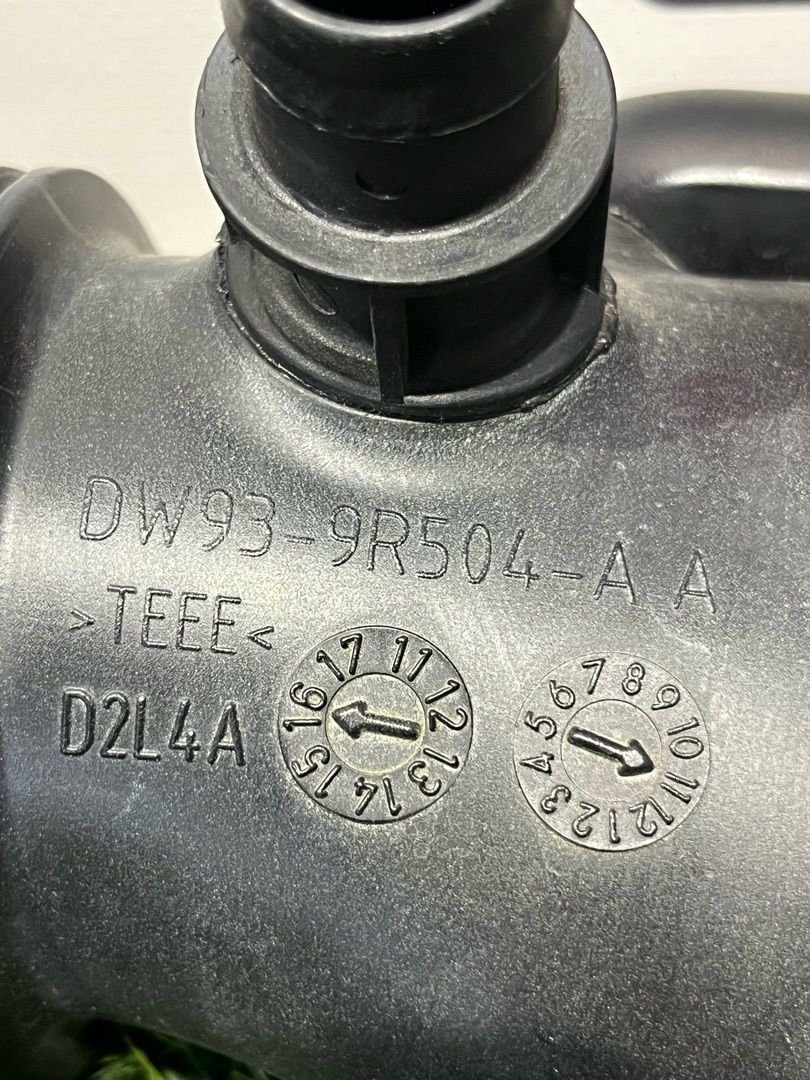 DW93-9R504-A A
>TEEE<
D2L4A
11 12 13 14 15 16 17
1 2 3 4 5 6 7 8 9 10 11 12